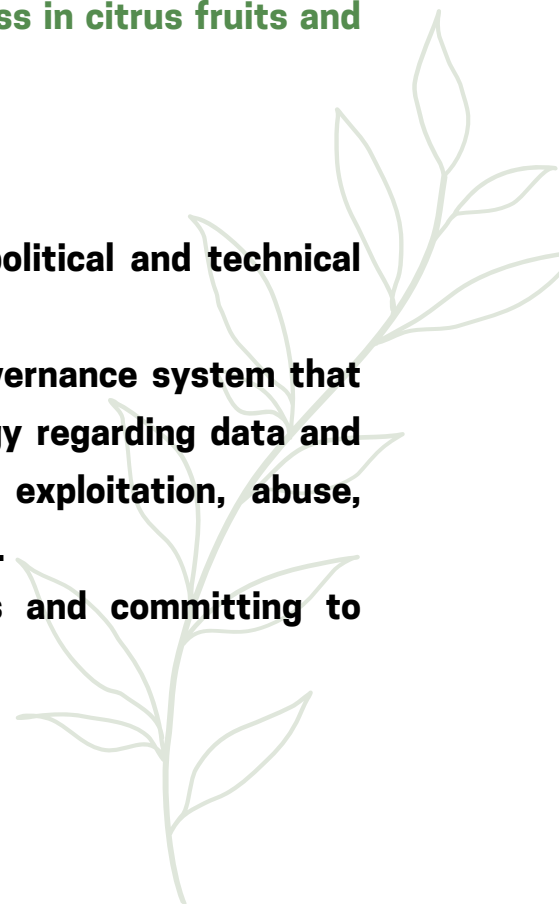 ss in citrus fruits and
political and technical
vernance system that
gy regarding data and
exploitation, abuse,
.
s and committing to